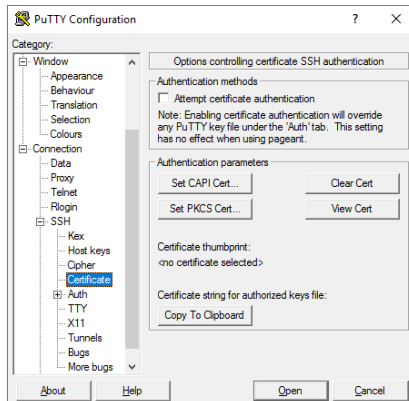 PuTTY Configuration
?
Category:
Window
Appearance
Behaviour
Translation
Selection
Colours
Connection
Data
Proxy
Telnet
Rlogin
SSH
Kex
Host keys
Cipher
Certificate
Auth
TTY
X11
Tunnels
Bugs
More bugs
Options controlling certificate SSH authentication
Authentication methods
Attempt certificate authentication
Note: Enabling certificate authentication will override
any PuTTY key file under the 'Auth' tab. This setting
has no effect when using pageant.
Authentication parameters
Set CAPI Cert...
Clear Cert
Set PKCS Cert...
View Cert
Certificate thumbprint:
<no certificate selected>
Certificate string for authorized keys file:
Copy To Clipboard
About
Help
Open
Cancel